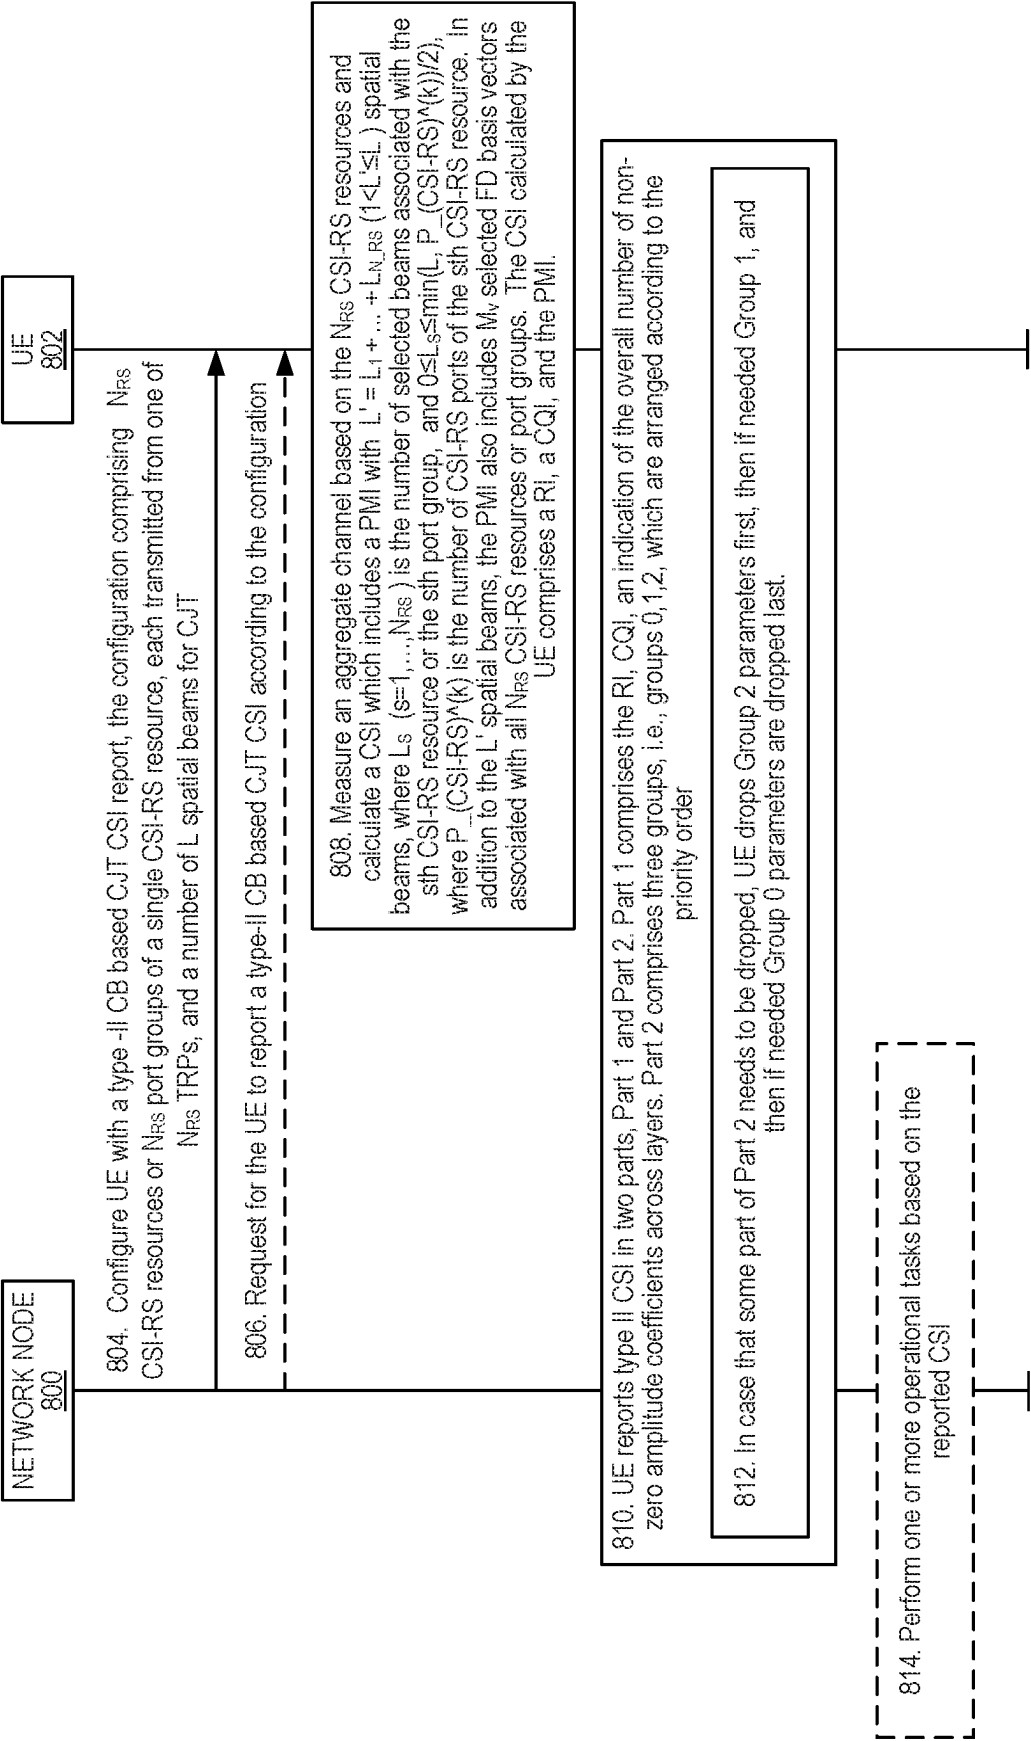 NETWORK NODE
800
UE
802
804. Configure UE with a type -II CB based CJT CSI report, the configuration comprising N_RS
CSI-RS resources or N_RS port groups of a single CSI-RS resource, each transmitted from one of
N_RS TRPs, and a number of L spatial beams for CJT
806. Request for the UE to report a type-II CB based CJT CSI according to the configuration
808. Measure an aggregate channel based on the N_RS CSI-RS resources and
calculate a CSI which includes a PMI with L' = L₁ + ... + L_N_RS (1<L'≤L ) spatial
beams, where L_S (s=1,...,N_RS ) is the number of selected beams associated with the
sth CSI-RS resource or the sth port group, and 0≤L_S≤min(L, P_(CSI-RS)^(k))/2),
where P_(CSI-RS)^(k) is the number of CSI-RS ports of the sth CSI-RS resource. In
addition to the L' spatial beams, the PMI also includes Mᵥ selected FD basis vectors
associated with all N_RS CSI-RS resources or port groups. The CSI calculated by the
UE comprises a RI, a CQI, and the PMI.
810. UE reports type II CSI in two parts, Part 1 and Part 2. Part 1 comprises the RI, CQI, an indication of the overall number of non-
zero amplitude coefficients across layers. Part 2 comprises three groups, i.e., groups 0,1,2, which are arranged according to the
priority order
812. In case that some part of Part 2 needs to be dropped, UE drops Group 2 parameters first, then if needed Group 1, and
then if needed Group 0 parameters are dropped last.
814. Perform one or more operational tasks based on the
reported CSI